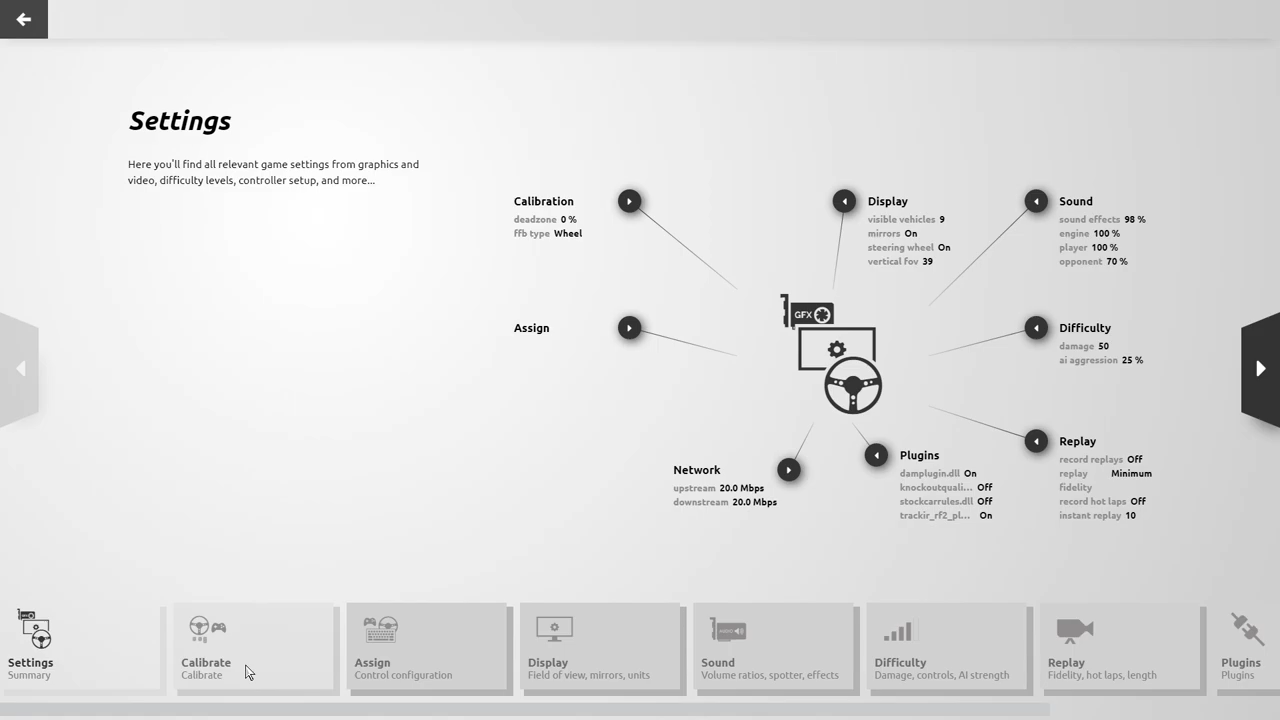 Settings
Here you'll find all relevant game settings from graphics and
video, difficulty levels, controller setup, and more...
Calibration
deadzone 0 %
ffb type Wheel
Display
visible vehicles 9
mirrors On
steering wheel On
vertical fov 39
Sound
sound effects 98 %
engine 100 %
player 100 %
opponent 70 %
GFX
Assign
Difficulty
damage 50
ai aggression 25 %
Network
upstream 20.0 Mbps
downstream 20.0 Mbps
Plugins
damplugin.dll On
knockoutquali... Off
stockcarrules.dll Off
trackir_rf2_pl... On
Replay
record replays Off
replay Minimum
fidelity
record hot laps Off
instant replay 10
Settings
Summary
Calibrate
Calibrate
Assign
Control configuration
Display
Field of view, mirrors, units
AUDIO
Sound
Volume ratios, spotter, effects
Difficulty
Damage, controls, AI strength
Replay
Fidelity, hot laps, length
Plugins
Plugins